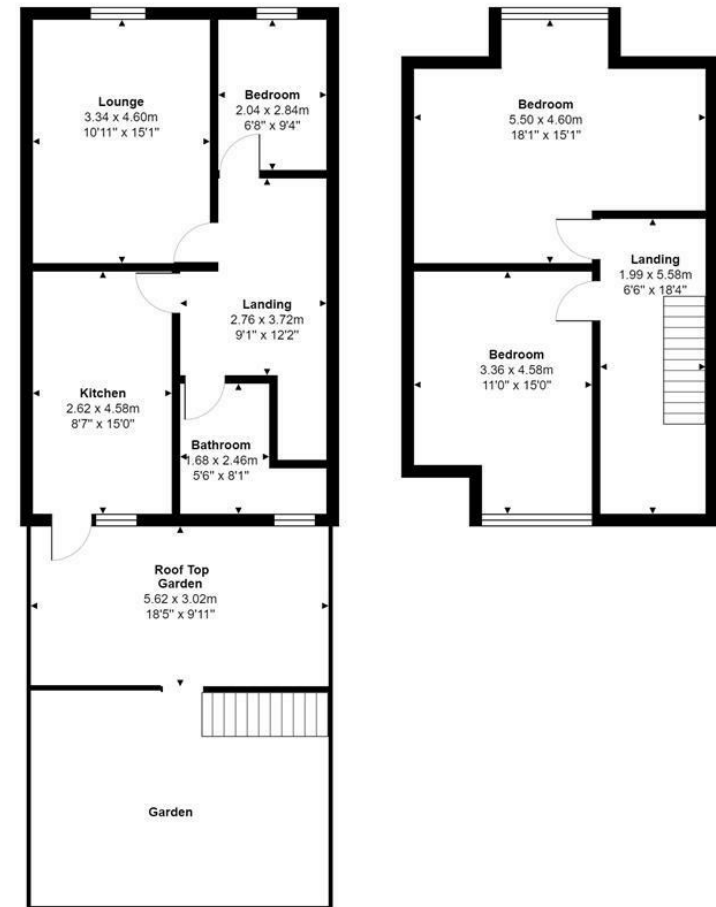 Lounge
3.34 x 4.60m
10'11" x 15'1"
Bedroom
2.04 x 2.84m
6'8" x 9'4"
Landing
2.76 x 3.72m
9'1" x 12'2"
Kitchen
2.62 x 4.58m
8'7" x 15'0"
Bathroom
1.68 x 2.46m
5'6" x 8'1"
Roof Top
Garden
5.62 x 3.02m
18'5" x 9'11"
Garden
Bedroom
5.50 x 4.60m
18'1" x 15'1"
Landing
1.99 x 5.58m
6'6" x 18'4"
Bedroom
3.36 x 4.58m
11'0" x 15'0"